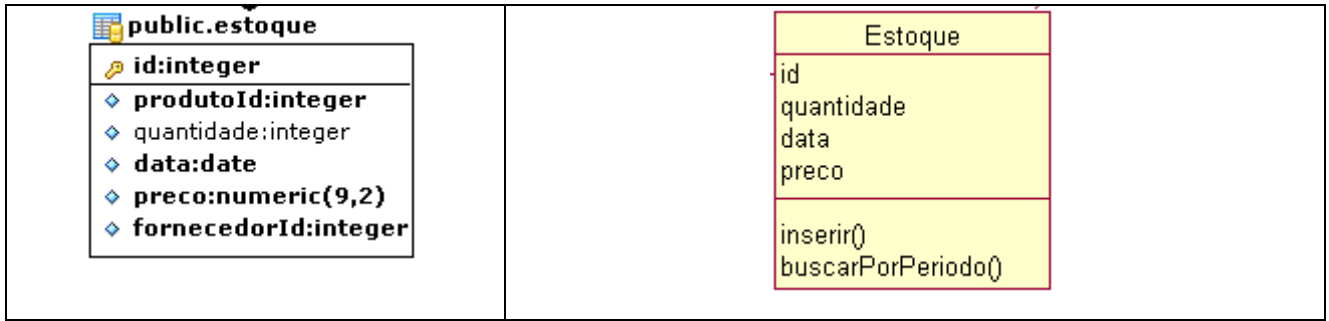 public.estoque
id:integer
produtoId:integer
quantidade:integer
data:date
preco:numeric(9,2)
fornecedorId:integer
Estoque
id
quantidade
data
preco
inserir()
buscarPorPeriodo()